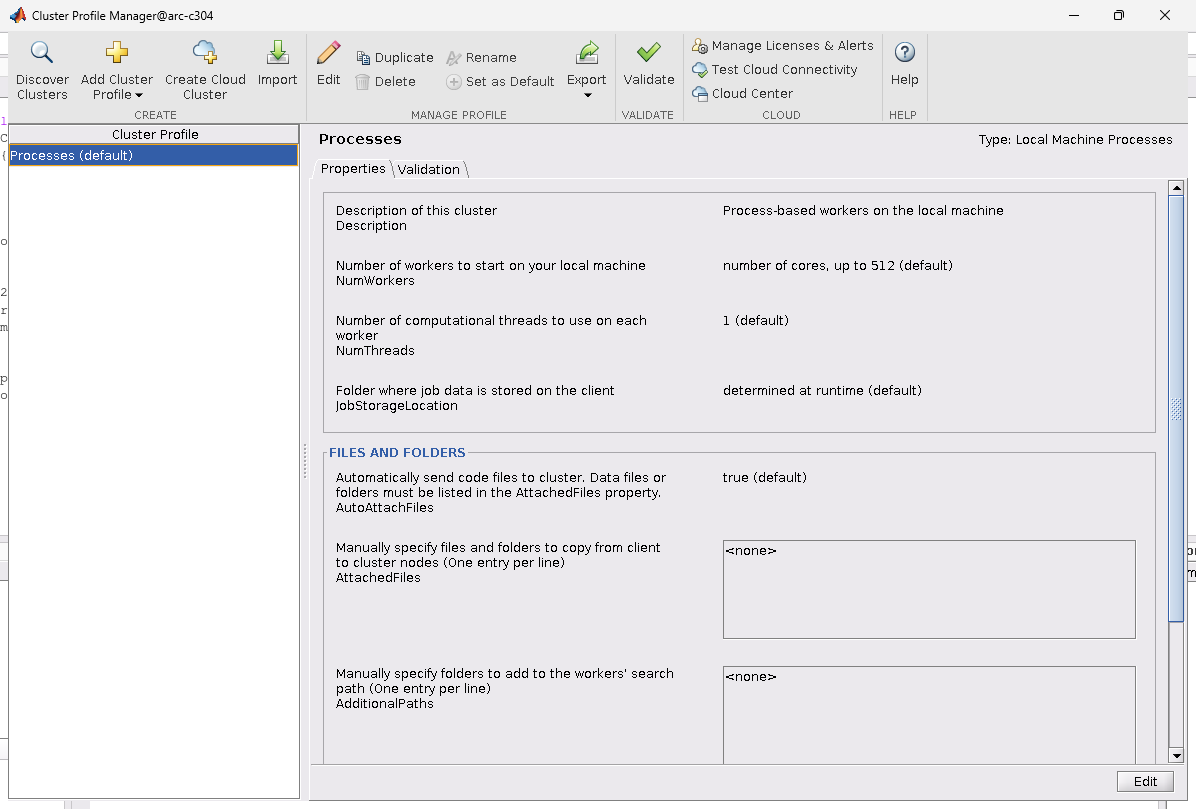 Cluster Profile Manager@arc-c304
Discover
Clusters
Add Cluster
Profile
Create Cloud
Cluster
Import
CREATE
Edit
Duplicate
Delete
Rename
Set as Default
Export
MANAGE PROFILE
Validate
VALIDATE
Manage Licenses & Alerts
Test Cloud Connectivity
Cloud Center
CLOUD
Help
HELP
Cluster Profile
Processes (default)
Processes
Type: Local Machine Processes
Properties
Validation
Description of this cluster
Description
Process-based workers on the local machine
Number of workers to start on your local machine
NumWorkers
number of cores, up to 512 (default)
Number of computational threads to use on each
worker
NumThreads
1 (default)
Folder where job data is stored on the client
JobStorageLocation
determined at runtime (default)
FILES AND FOLDERS
Automatically send code files to cluster. Data files or
folders must be listed in the AttachedFiles property.
AutoAttachFiles
true (default)
Manually specify files and folders to copy from client
to cluster nodes (One entry per line)
AttachedFiles
<none>
Manually specify folders to add to the workers' search
path (One entry per line)
AdditionalPaths
<none>
Edit